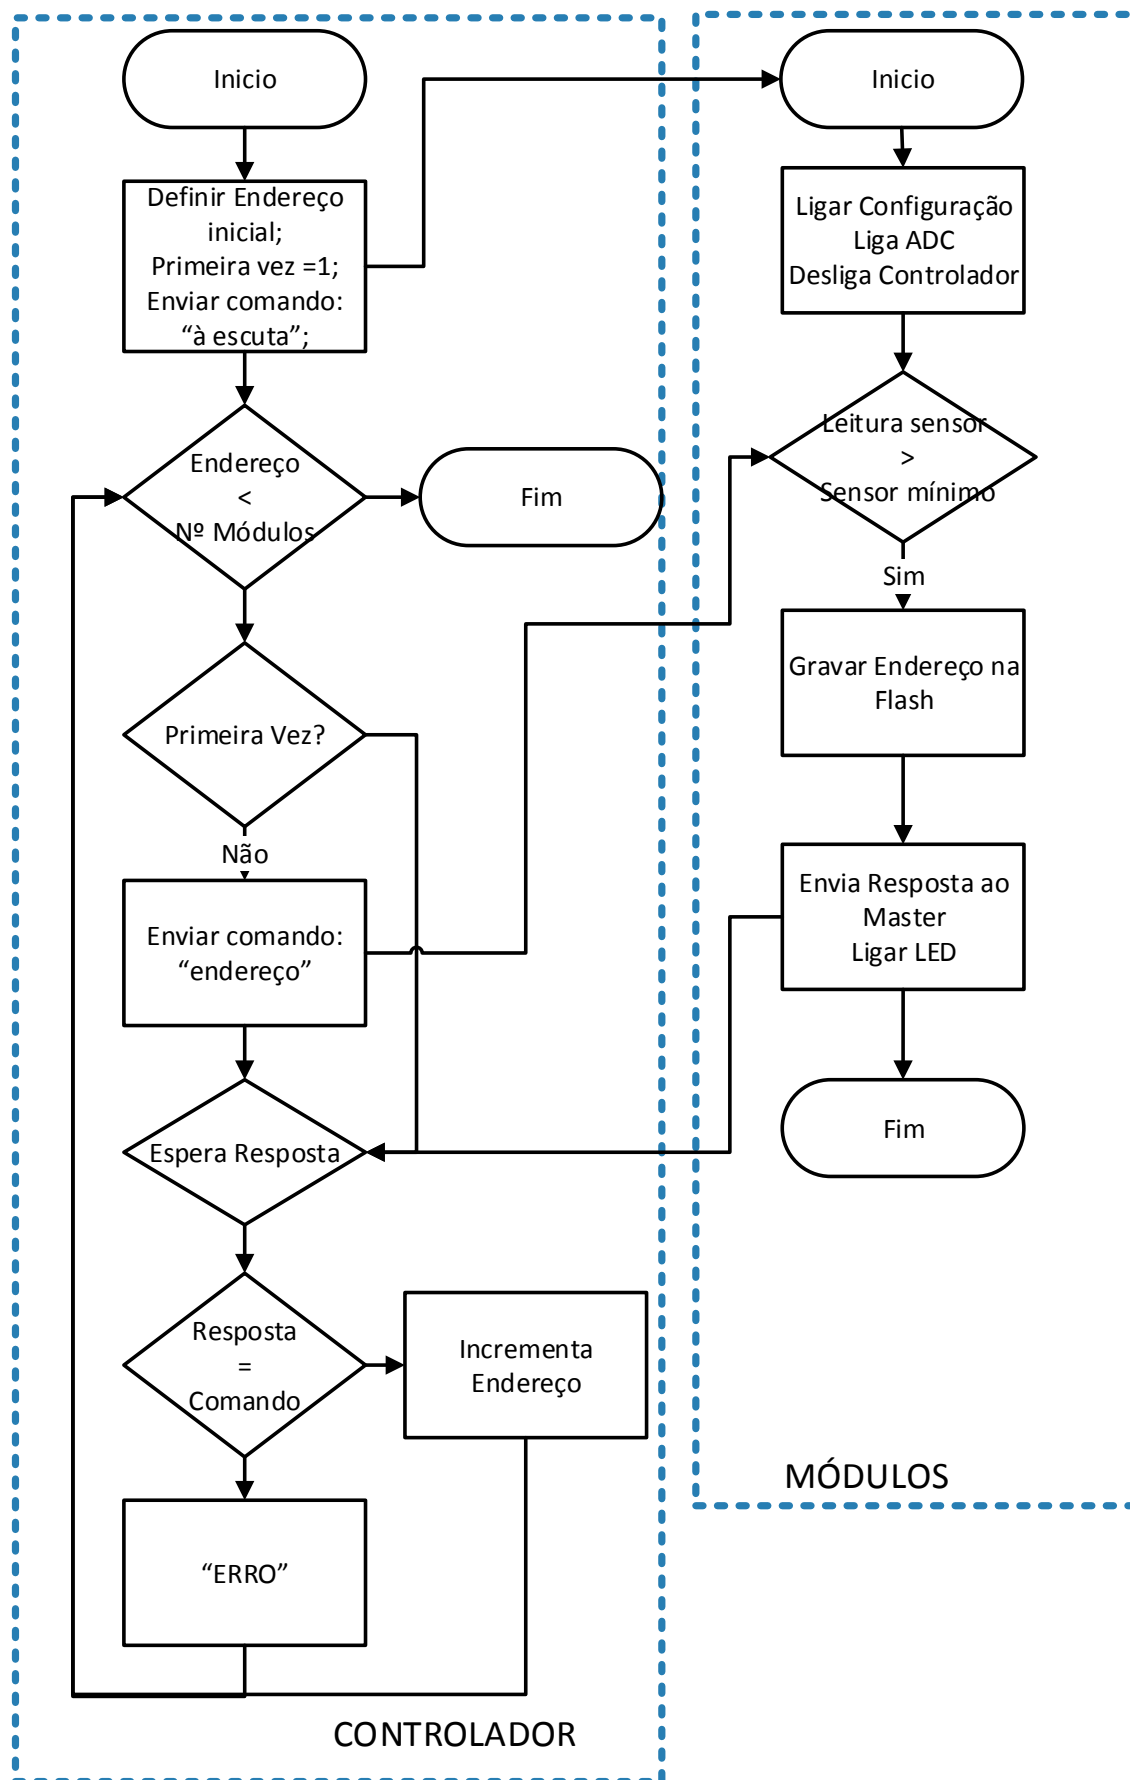 Inicio
Definir Endereço
inicial;
Primeira vez =1;
Enviar comando:
“à escuta”;
Endereço
<
Nº Módulos
Fim
Primeira Vez?
Não
Enviar comando:
“endereço”
Espera Resposta
Resposta
=
Comando
Incrementa
Endereço
“ERRO”
CONTROLADOR
Inicio
Ligar Configuração
Liga ADC
Desliga Controlador
Leitura sensor
>
Sensor mínimo
Sim
Gravar Endereço na
Flash
Envia Resposta ao
Master
Ligar LED
Fim
MÓDULOS